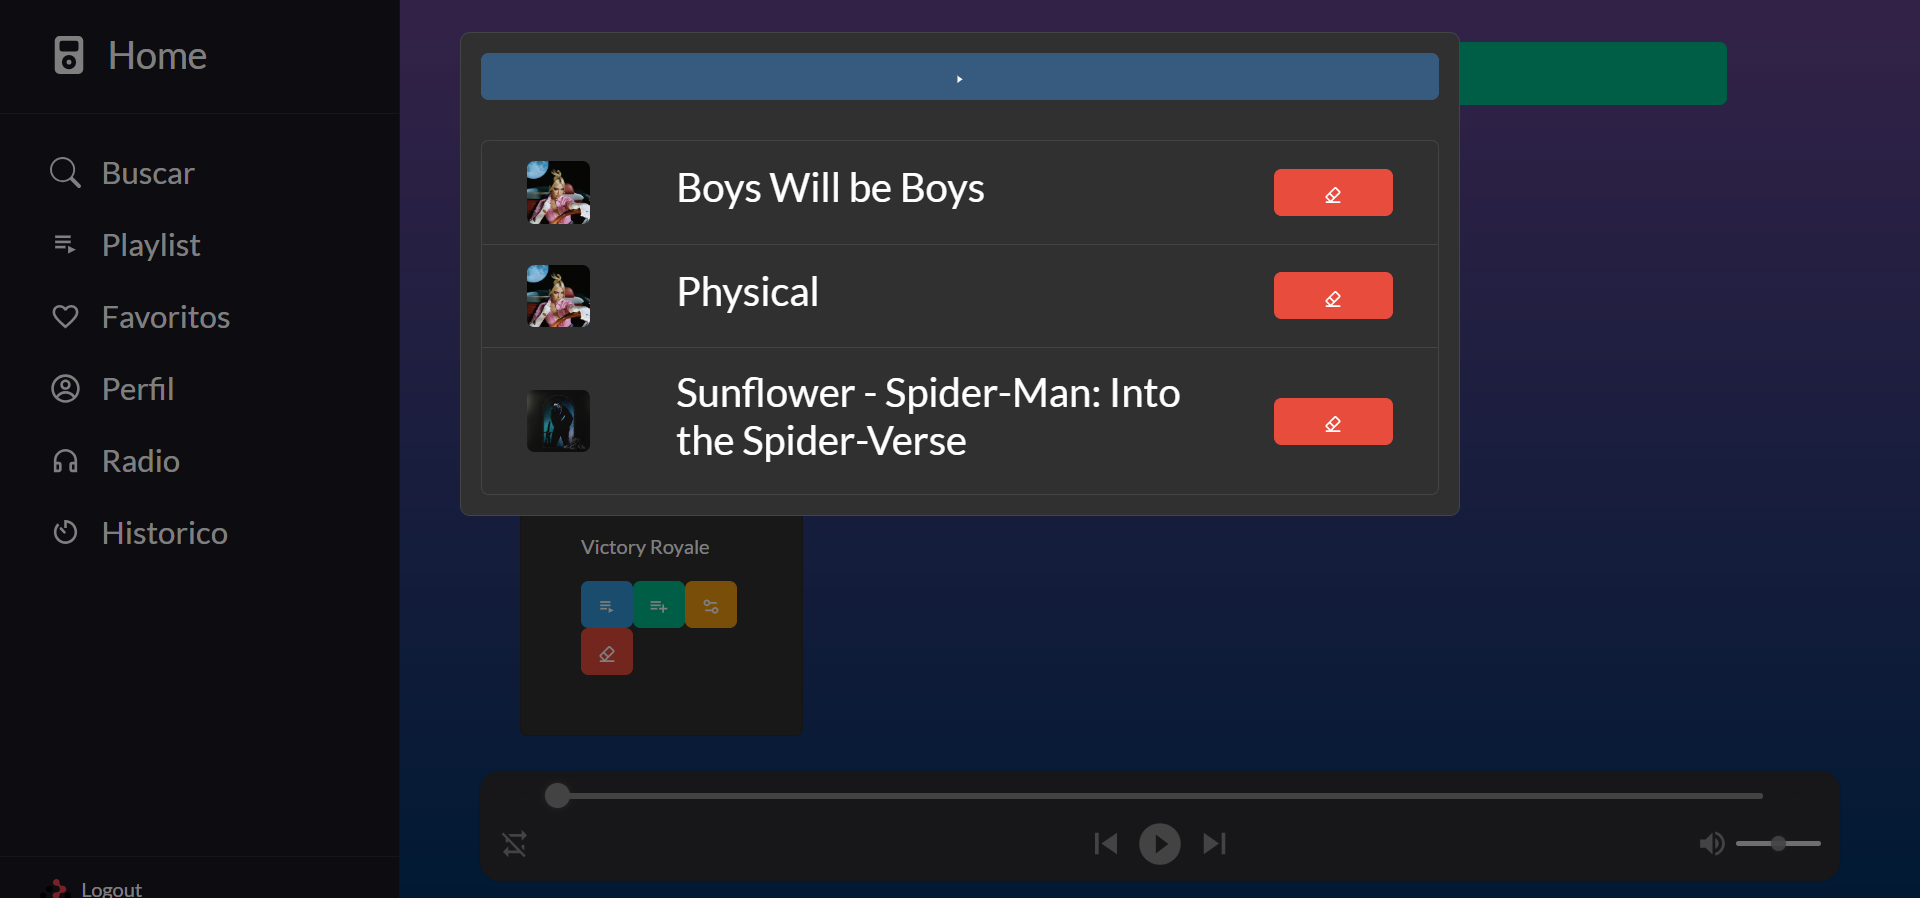 Home
Buscar
Playlist
Favoritos
Perfil
Radio
Historico
Logout
Boys Will be Boys
Physical
Sunflower - Spider-Man: Into
the Spider-Verse
Victory Royale